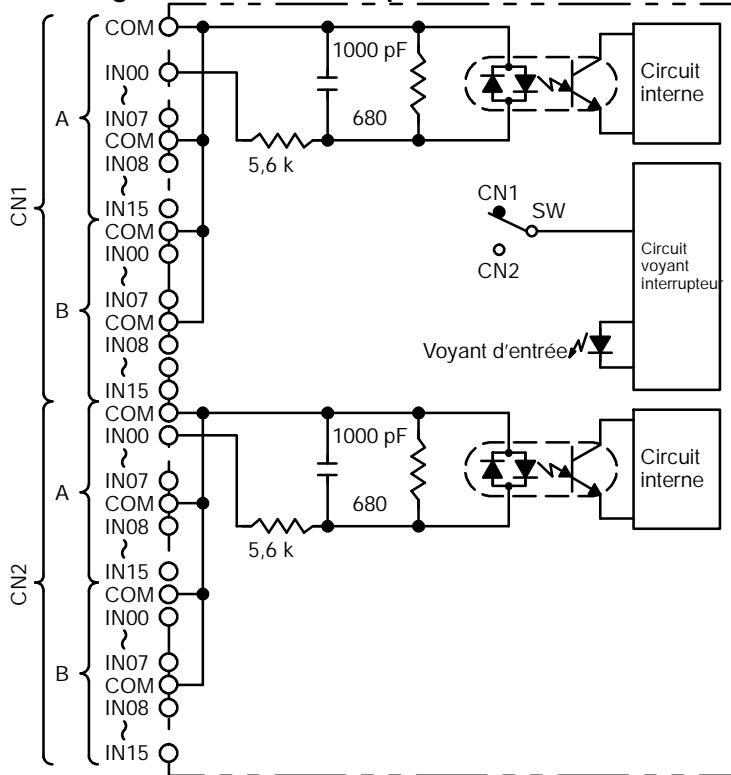 COM
IN00
IN07
COM
IN08
IN15
COM
IN00
IN07
COM
IN08
IN15
COM
IN00
IN07
COM
IN08
IN15
COM
IN00
IN07
COM
IN08
IN15
CN1
A
B
CN2
A
B
1000 pF
680
5,6 k
Circuit
interne
CN1
SW
CN2
Circuit
voyant
interrupteur
Voyant d'entrée
1000 pF
680
5,6 k
Circuit
interne